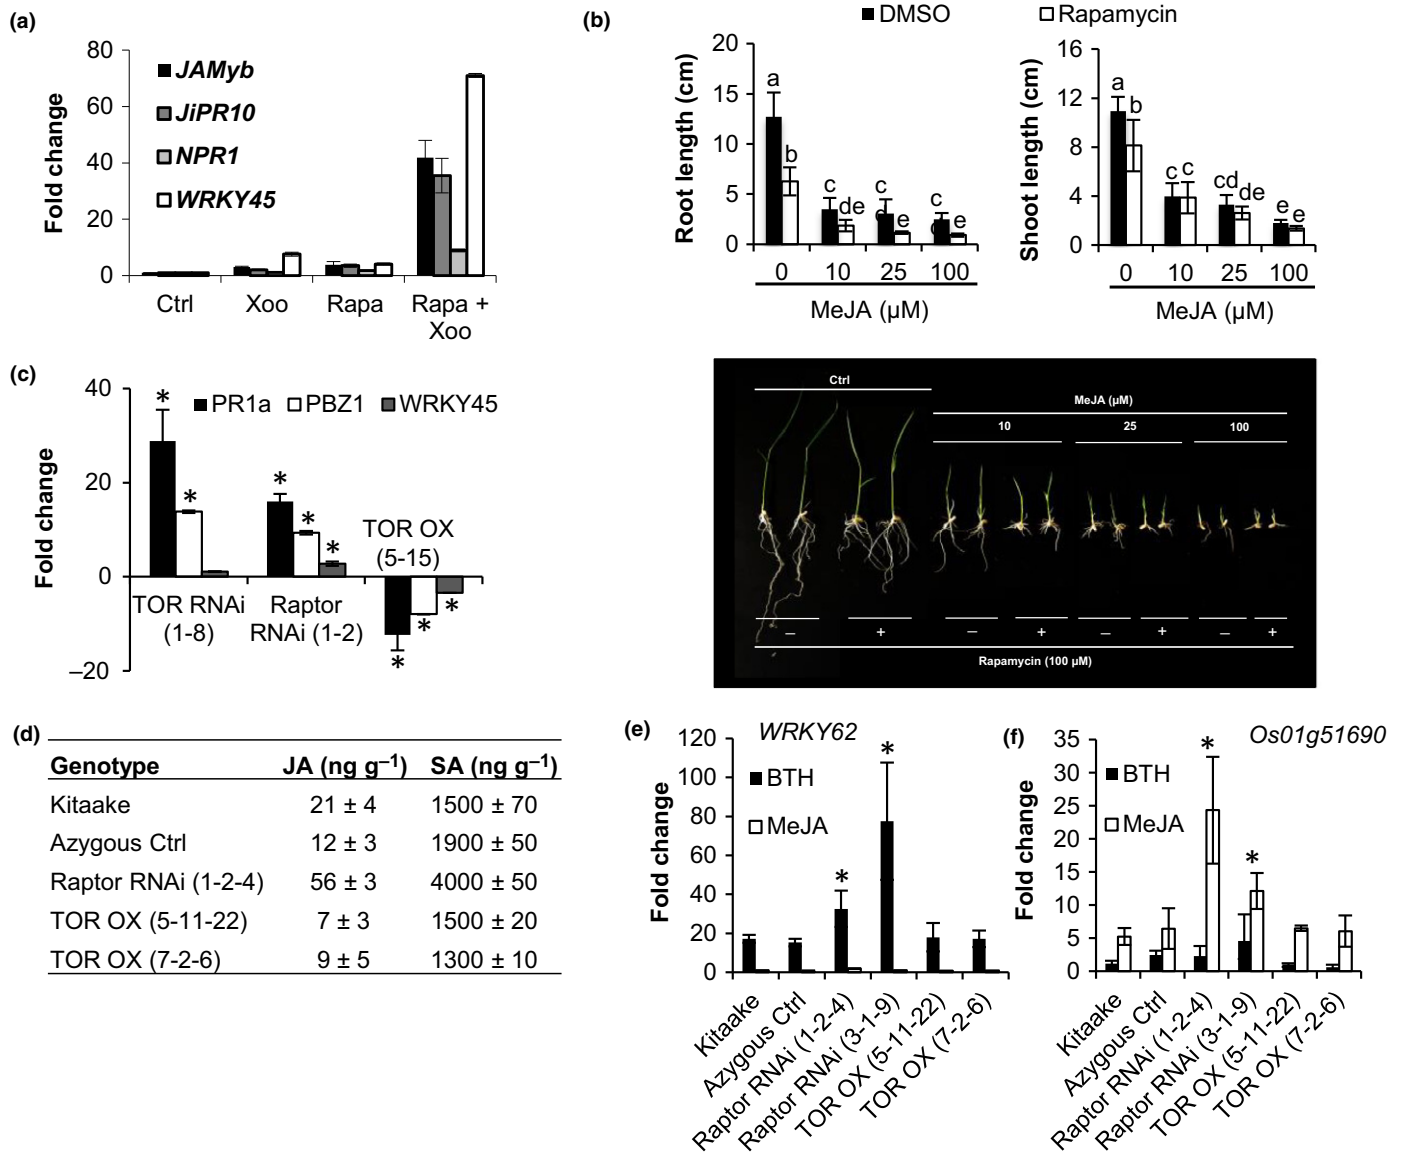 (a)
80
60
40
20
0
Fold change
JAMyb
JiPR10
NPR1
WRKY45
Ctrl
Xoo
Rapa
Rapa +
Xoo
(b)
DMSO
Rapamycin
20
15
10
5
0
Root length (cm)
a
b
c
de
c
d
e
c
d
e
0
10
25
100
MeJA (µM)
16
12
8
4
0
Shoot length (cm)
a
b
c
c
cd
de
e
e
0
10
25
100
MeJA (µM)
Ctrl
MeJA (µM)
10
25
100
–
+
–
+
–
+
–
+
Rapamycin (100 µM)
(c)
40
20
0
–20
Fold change
PR1a
PBZ1
WRKY45
*
*
*
*
*
TOR OX
(5-15)
TOR RNAi
(1-8)
Raptor
RNAi (1-2)
*
*
*
(d)
Genotype JA (ng g⁻¹) SA (ng g⁻¹)
Kitaake 21 ± 4 1500 ± 70
Azygous Ctrl 12 ± 3 1900 ± 50
Raptor RNAi (1-2-4) 56 ± 3 4000 ± 50
TOR OX (5-11-22) 7 ± 3 1500 ± 20
TOR OX (7-2-6) 9 ± 5 1300 ± 10
(e)
WRKY62
120
100
80
60
40
20
0
Fold change
BTH
MeJA
*
*
Kitaake
Azygous Ctrl
Raptor RNAi (1-2-4)
Raptor RNAi (3-1-9)
TOR OX (5-11-22)
TOR OX (7-2-6)
(f)
Os01g51690
35
30
25
20
15
10
5
0
Fold change
BTH
MeJA
*
*
Kitaake
Azygous Ctrl
Raptor RNAi (1-2-4)
Raptor RNAi (3-1-9)
TOR OX (5-11-22)
TOR OX (7-2-6)